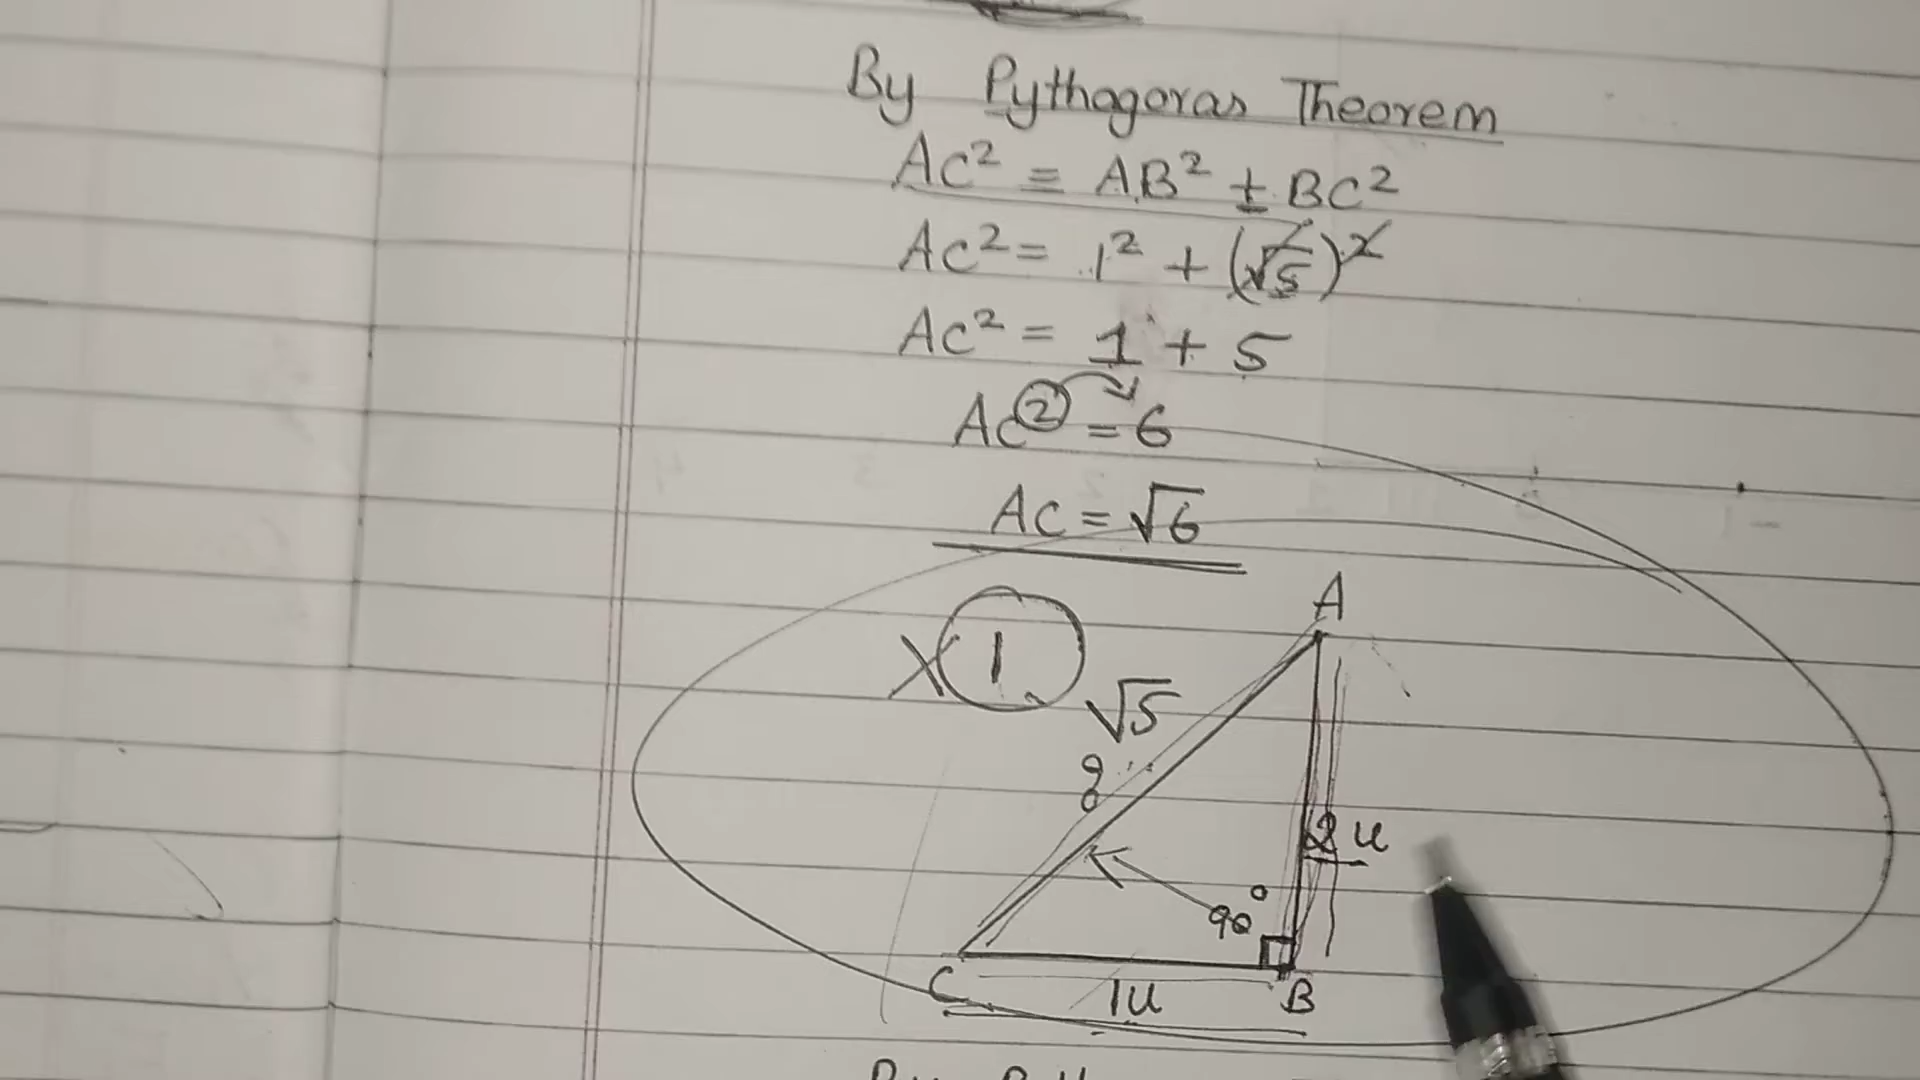 By Pythagoras Theorem
AC² = AB² + BC²
AC² = 1² + (√5)²
AC² = 1 + 5
AC² = 6
AC = √6
A
X 1
√5
?
2 u
90°
C
1u
B